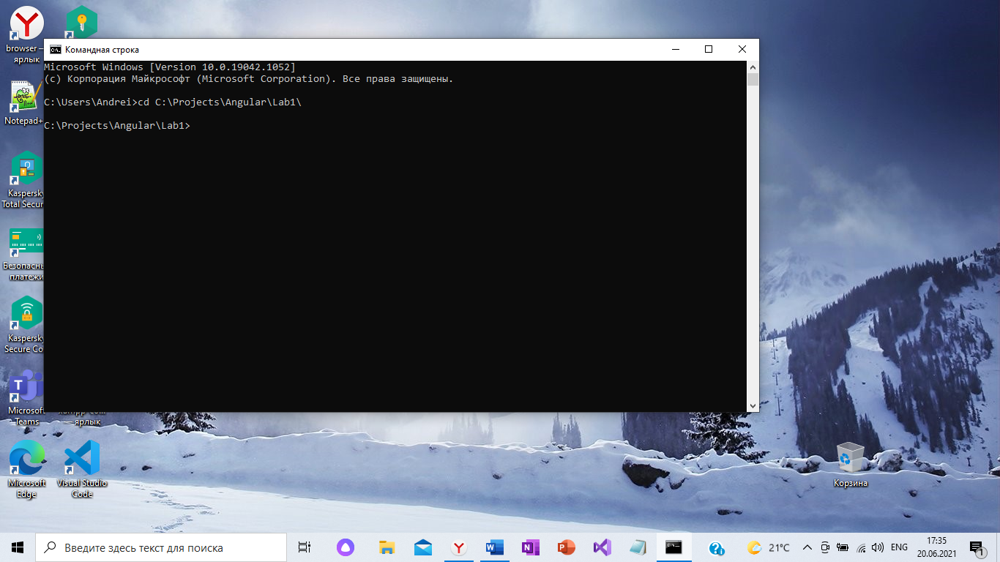 browser –
ярлык
Notepad+
Kaspersky
Total Secur
Безопасны
платежи
Kaspersky
Secure Co
Microsoft
Teams
— ярлык
Microsoft
Edge
Visual Studio
Code
Командная строка
Microsoft Windows [Version 10.0.19042.1052]
(c) Корпорация Майкрософт (Microsoft Corporation). Все права защищены.
C:\Users\Andrei>cd C:\Projects\Angular\Lab1\
C:\Projects\Angular\Lab1>
Корзина
Введите здесь текст для поиска
21°C
ENG
17:35
20.06.2021
1